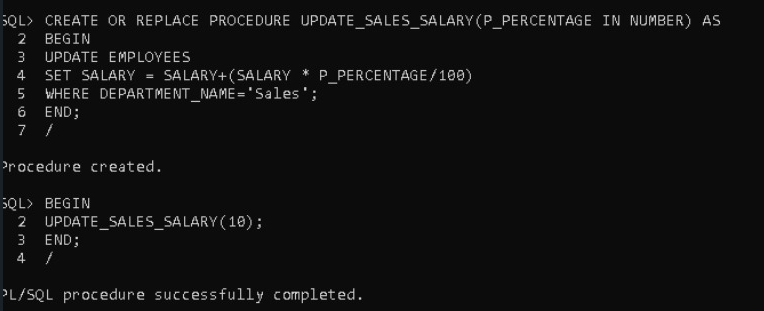 SQL> CREATE OR REPLACE PROCEDURE UPDATE_SALES_SALARY(P_PERCENTAGE IN NUMBER) AS
2 BEGIN
3 UPDATE EMPLOYEES
4 SET SALARY = SALARY+(SALARY * P_PERCENTAGE/100)
5 WHERE DEPARTMENT_NAME='Sales';
6 END;
7 /
Procedure created.
SQL> BEGIN
2 UPDATE_SALES_SALARY(10);
3 END;
4 /
PL/SQL procedure successfully completed.